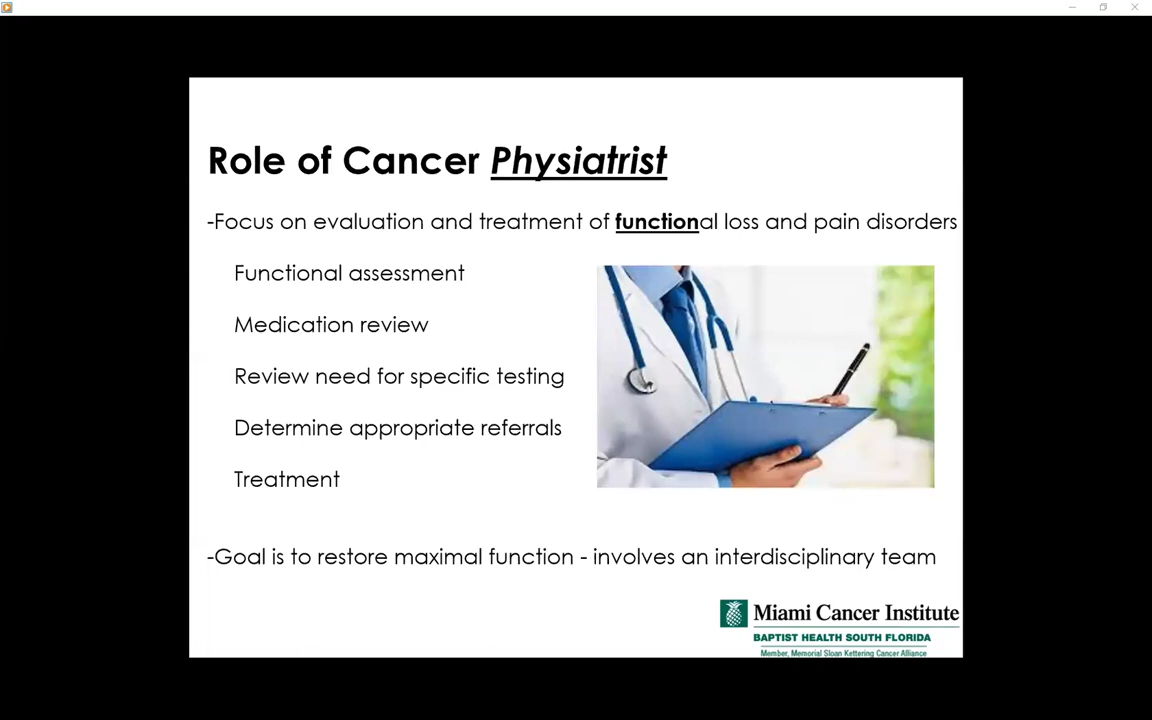 Role of Cancer Physiatrist
-Focus on evaluation and treatment of functional loss and pain disorders
Functional assessment
Medication review
Review need for specific testing
Determine appropriate referrals
Treatment
-Goal is to restore maximal function - involves an interdisciplinary team
Miami Cancer Institute
BAPTIST HEALTH SOUTH FLORIDA
Member, Memorial Sloan Kettering Cancer Alliance